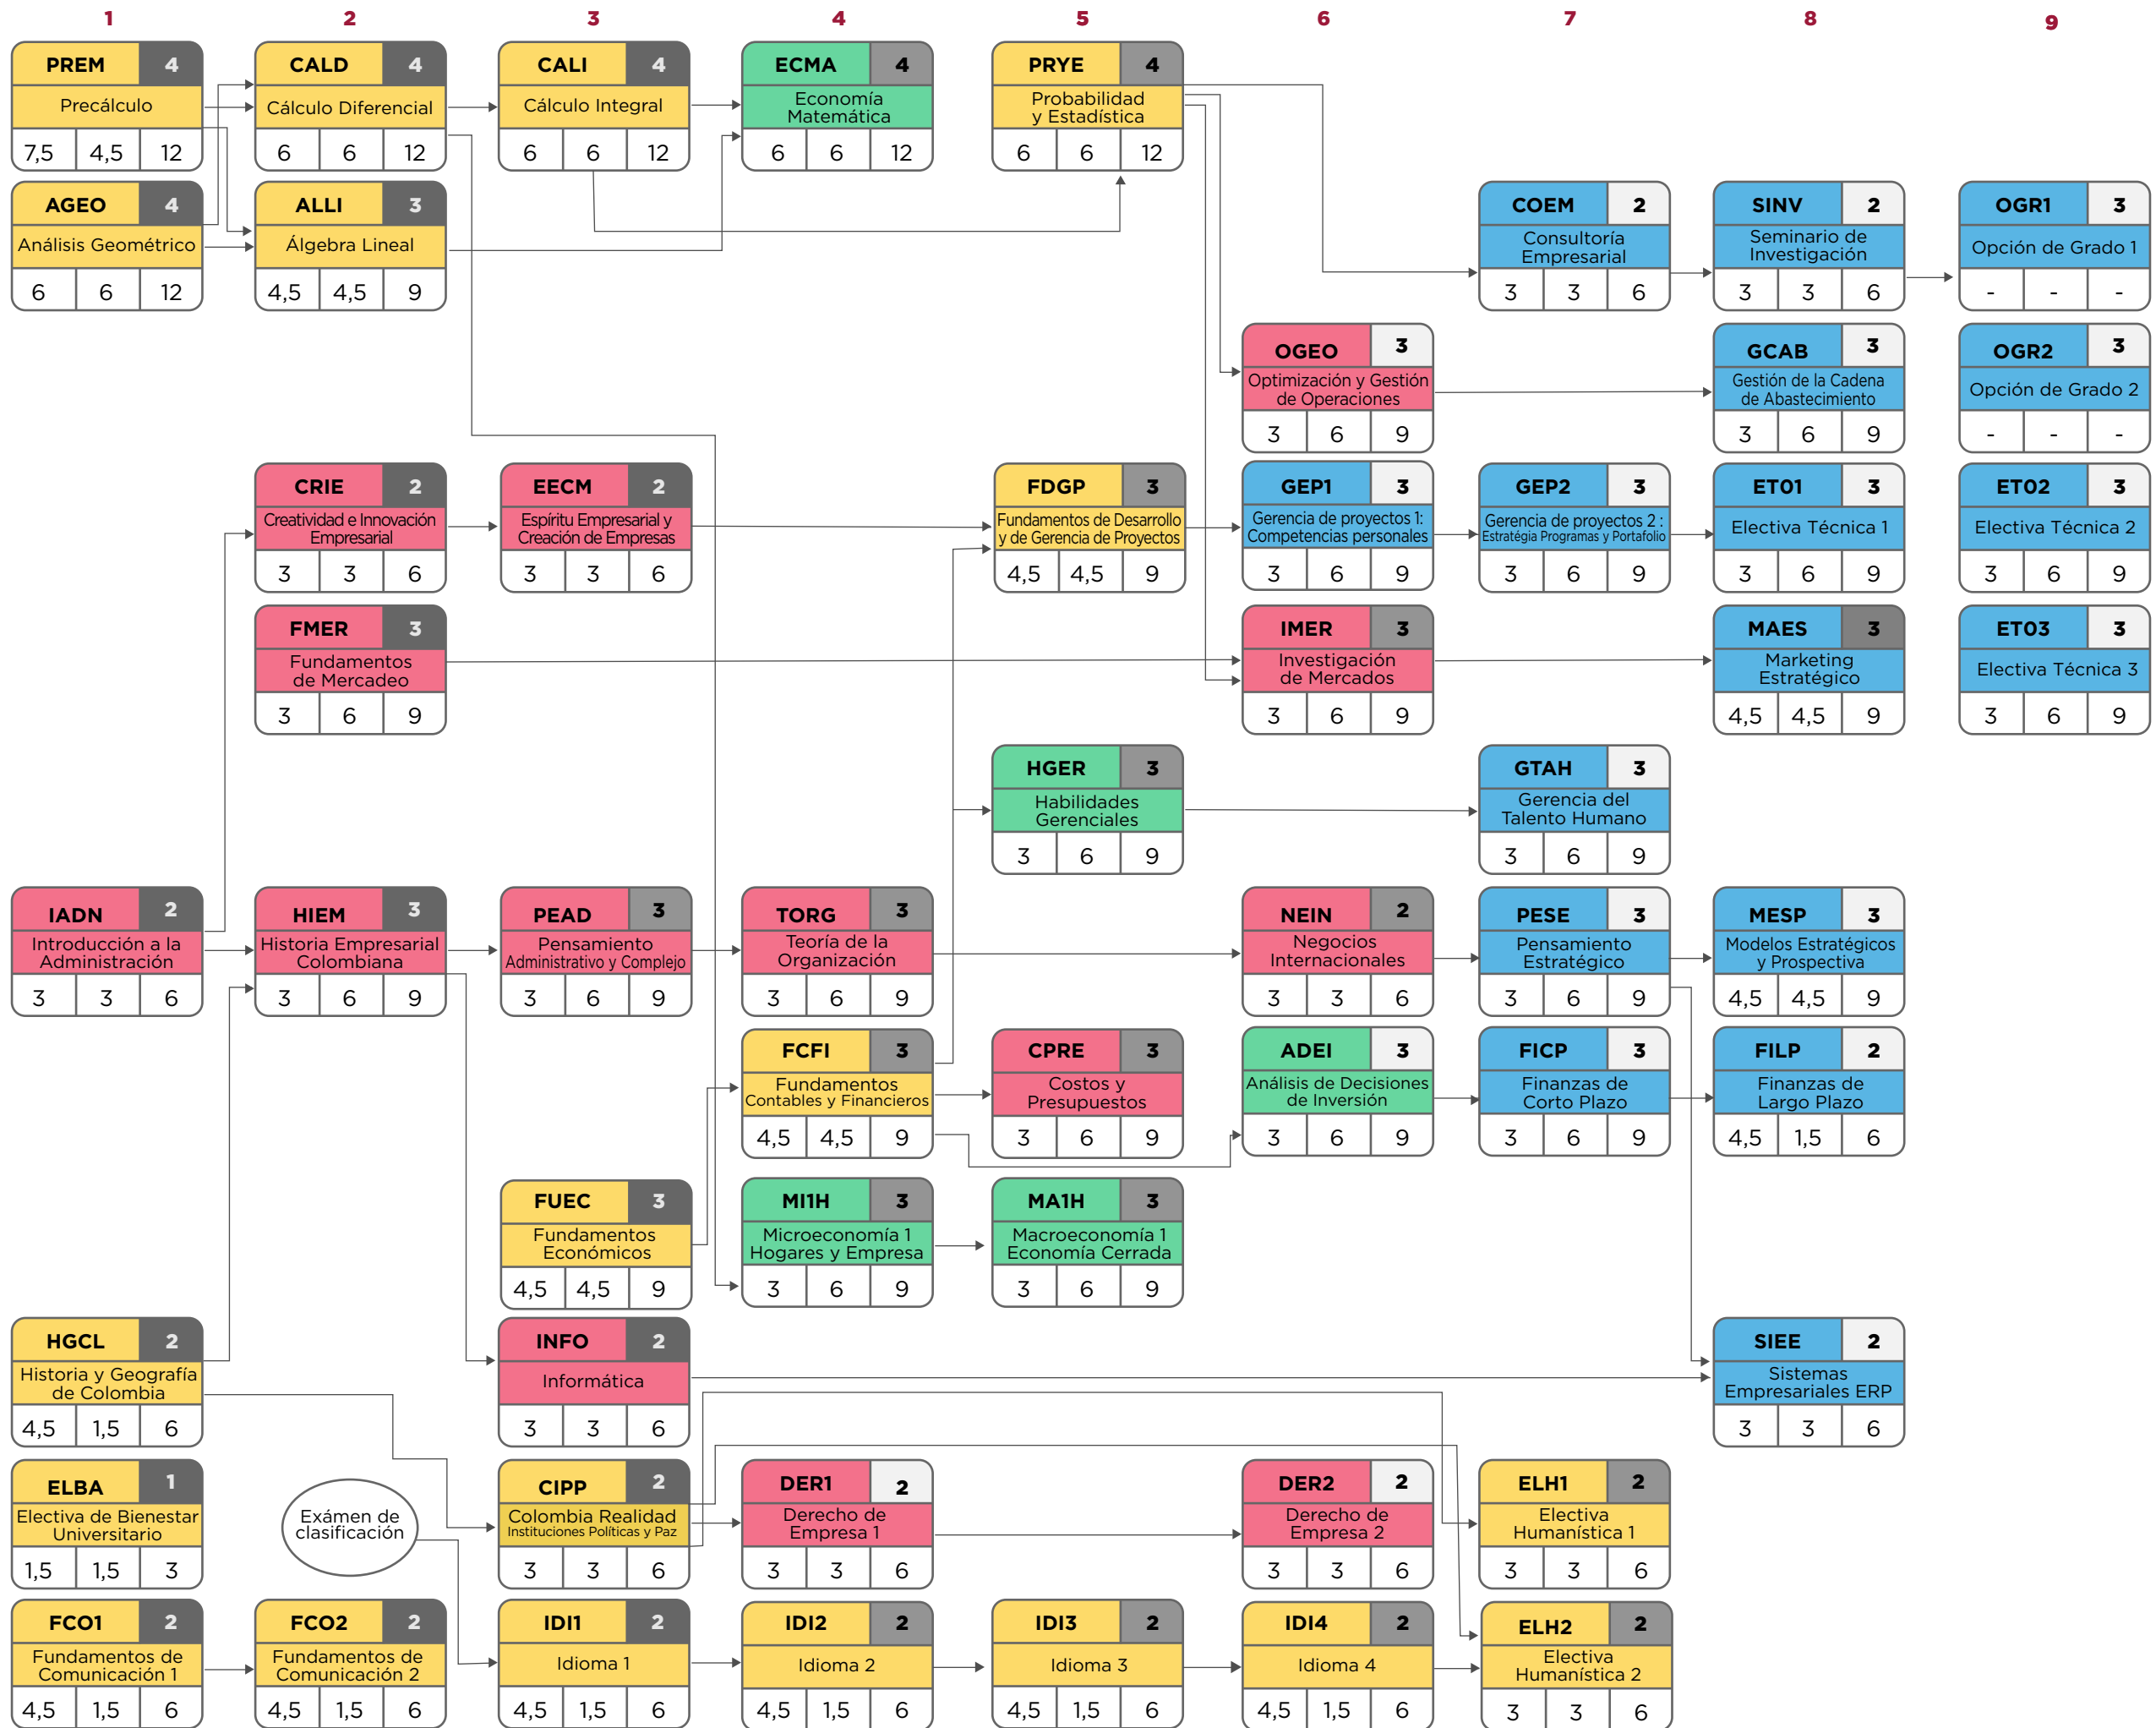 1 2 3 4 5 6 7 8 9
PREM 4
Precálculo
7,5 4,5 12
CALD 4
Cálculo Diferencial
6 6 12
CALI 4
Cálculo Integral
6 6 12
ECMA 4
Economía
Matemática
6 6 12
PRYE 4
Probabilidad
y Estadística
6 6 12
AGEO 4
Análisis Geométrico
6 6 12
ALLI 3
Álgebra Lineal
4,5 4,5 9
COEM 2
Consultoría
Empresarial
3 3 6
SINV 2
Seminario de
Investigación
3 3 6
OGR1 3
Opción de Grado 1
- - -
OGEO 3
Optimización y Gestión
de Operaciones
3 6 9
GCAB 3
Gestión de la Cadena
de Abastecimiento
3 6 9
OGR2 3
Opción de Grado 2
- - -
CRIE 2
Creatividad e Innovación
Empresarial
3 3 6
EECM 2
Espíritu Empresarial y
Creación de Empresas
3 3 6
FDGP 3
Fundamentos de Desarrollo
y de Gerencia de Proyectos
4,5 4,5 9
GEP1 3
Gerencia de proyectos 1:
Competencias personales
3 6 9
GEP2 3
Gerencia de proyectos 2 :
Estratégia Programas y Portafolio
3 6 9
ET01 3
Electiva Técnica 1
3 6 9
ET02 3
Electiva Técnica 2
3 6 9
FMER 3
Fundamentos
de Mercadeo
3 6 9
IMER 3
Investigación
de Mercados
3 6 9
MAES 3
Marketing
Estratégico
4,5 4,5 9
ET03 3
Electiva Técnica 3
3 6 9
HGER 3
Habilidades
Gerenciales
3 6 9
GTAH 3
Gerencia del
Talento Humano
3 6 9
IADN 2
Introducción a la
Administración
3 3 6
HIEM 3
Historia Empresarial
Colombiana
3 6 9
PEAD 3
Pensamiento
Administrativo y Complejo
3 6 9
TORG 3
Teoría de la
Organización
3 6 9
NEIN 2
Negocios
Internacionales
3 3 6
PESE 3
Pensamiento
Estratégico
3 6 9
MESP 3
Modelos Estratégicos
y Prospectiva
4,5 4,5 9
FCFI 3
Fundamentos
Contables y Financieros
4,5 4,5 9
CPRE 3
Costos y
Presupuestos
3 6 9
ADEI 3
Análisis de Decisiones
de Inversión
3 6 9
FICP 3
Finanzas de
Corto Plazo
3 6 9
FILP 2
Finanzas de
Largo Plazo
4,5 1,5 6
FUEC 3
Fundamentos
Económicos
4,5 4,5 9
MI1H 3
Microeconomía 1
Hogares y Empresa
3 6 9
MA1H 3
Macroeconomía 1
Economía Cerrada
3 6 9
HGCL 2
Historia y Geografía
de Colombia
4,5 1,5 6
INFO 2
Informática
3 3 6
SIEE 2
Sistemas
Empresariales ERP
3 3 6
ELBA 1
Electiva de Bienestar
Universitario
1,5 1,5 3
Exámen de
clasificación
CIPP 2
Colombia Realidad
Instituciones Políticas y Paz
3 3 6
DER1 2
Derecho de
Empresa 1
3 3 6
DER2 2
Derecho de
Empresa 2
3 3 6
ELH1 2
Electiva
Humanística 1
3 3 6
FCO1 2
Fundamentos de
Comunicación 1
4,5 1,5 6
FCO2 2
Fundamentos de
Comunicación 2
4,5 1,5 6
IDI1 2
Idioma 1
4,5 1,5 6
IDI2 2
Idioma 2
4,5 1,5 6
IDI3 2
Idioma 3
4,5 1,5 6
IDI4 2
Idioma 4
4,5 1,5 6
ELH2 2
Electiva
Humanística 2
3 3 6